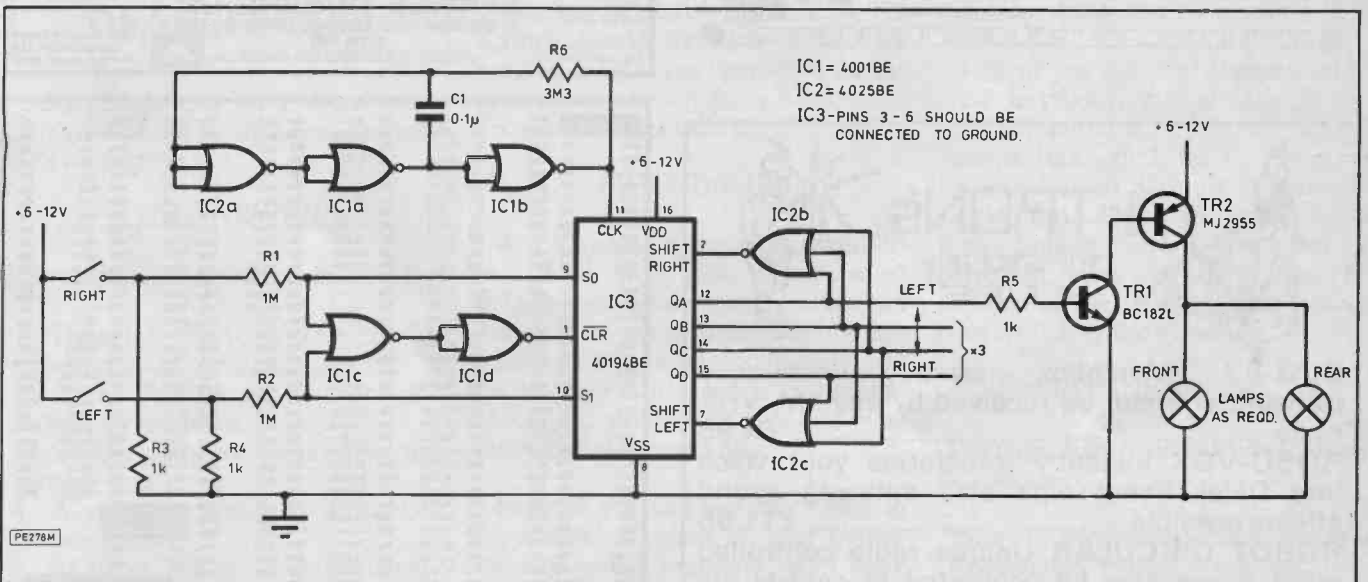 R6
3M3
C1
0·1μ
IC1 = 4001BE
IC2 = 4025BE
IC3-PINS 3-6 SHOULD BE
CONNECTED TO GROUND.
+6-12V
IC2a
IC1a
IC1b
+6-12V
+6-12V
11
16
CLK
VDD
IC2b
TR2
MJ2955
SHIFT
RIGHT
2
RIGHT
R1
1M
9
S0
IC3
QA
12
LEFT
R5
1k
TR1
BC182L
QB
13
1
CLR
QC
14
×3
40194BE
QD
15
RIGHT
IC1c
IC1d
LEFT
R2
1M
10
S1
SHIFT
LEFT
7
FRONT
REAR
LAMPS
AS REQD.
R3
1k
R4
1k
VSS
8
IC2c
PE278M